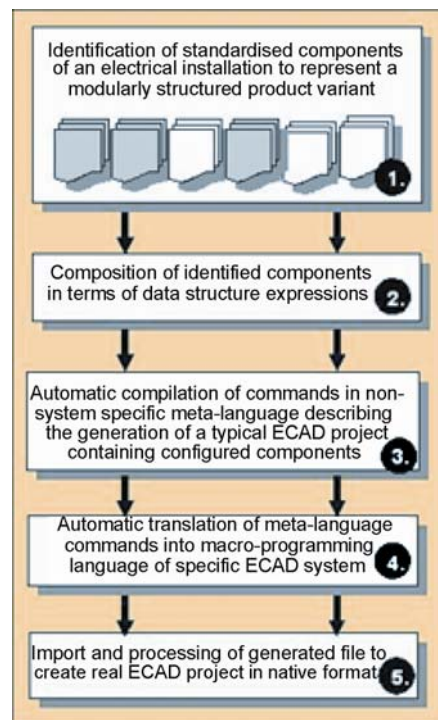 Identification of standardised components
of an electrical installation to represent a
modularly structured product variant
1.
Composition of identified components
in terms of data structure expressions
2.
Automatic compilation of commands in non-
system specific meta-language describing
the generation of a typical ECAD project
containing configured components
3.
Automatic translation of meta-language
commands into macro-programming
language of specific ECAD system
4.
Import and processing of generated file to
create real ECAD project in native format
5.